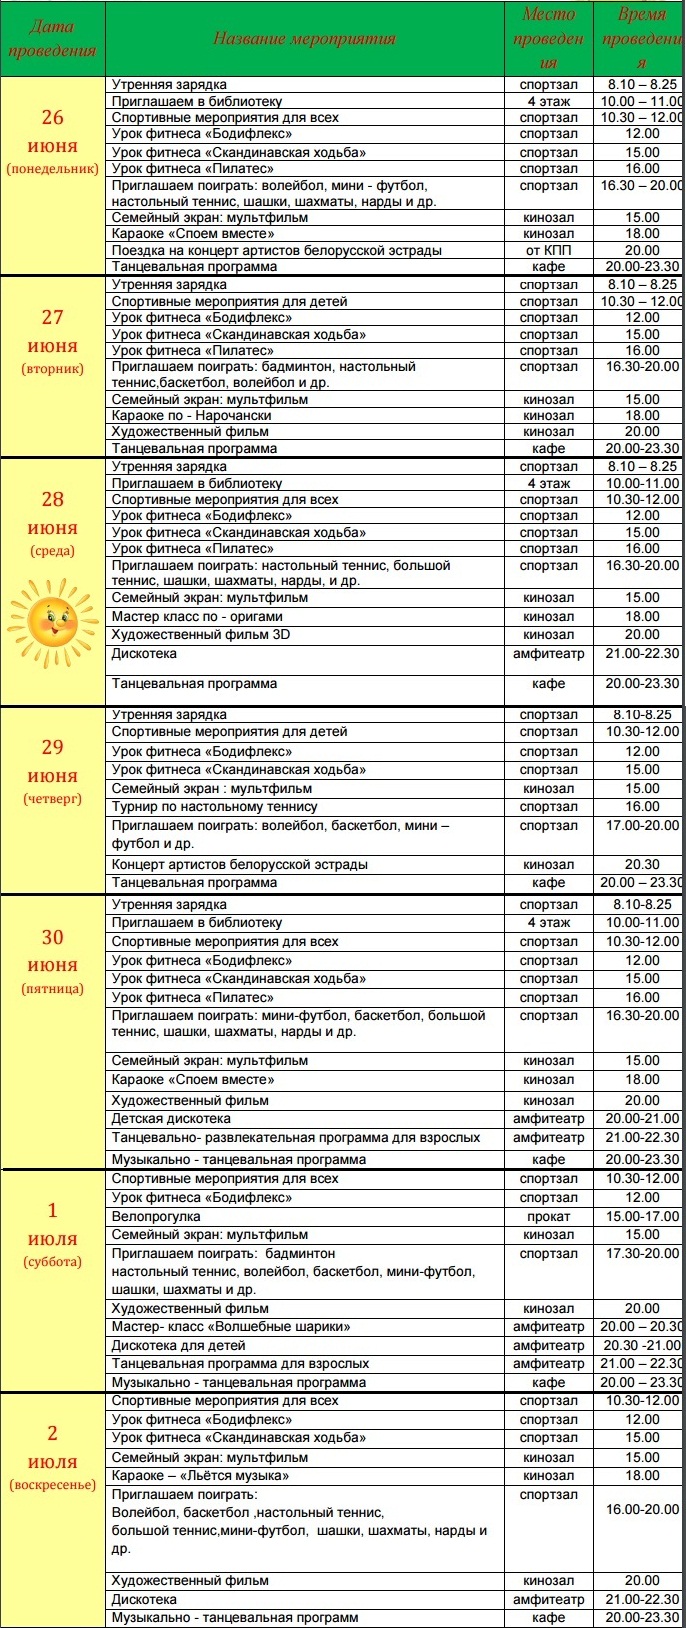 Дата проведения Название мероприятия Место проведен ия Время проведени я
26 июня (понедельник)
Утренняя зарядка спортзал 8.10 – 8.25
Приглашаем в библиотеку 4 этаж 10.00 – 11.00
Спортивные мероприятия для всех спортзал 10.30 – 12.00
Урок фитнеса «Бодифлекс» спортзал 12.00
Урок фитнеса «Скандинавская ходьба» спортзал 15.00
Урок фитнеса «Пилатес» спортзал 16.00
Приглашаем поиграть: волейбол, мини - футбол, спортзал 16.30 – 20.00
настольный теннис, шашки, шахматы, нарды и др.
Семейный экран: мультфильм кинозал 15.00
Караоке «Споем вместе» кинозал 18.00
Поездка на концерт артистов белорусской эстрады от КПП 20.00
Танцевальная программа кафе 20.00-23.30
27 июня (вторник)
Утренняя зарядка спортзал 8.10 – 8.25
Спортивные мероприятия для детей спортзал 10.30 – 12.00
Урок фитнеса «Бодифлекс» спортзал 12.00
Урок фитнеса «Скандинавская ходьба» спортзал 15.00
Урок фитнеса «Пилатес» спортзал 16.00
Приглашаем поиграть: бадминтон, настольный спортзал 16.30-20.00
теннис,баскетбол, волейбол и др.
Семейный экран: мультфильм кинозал 15.00
Караоке по - Нарочански кинозал 18.00
Художественный фильм кинозал 20.00
Танцевальная программа кафе 20.00-23.30
28 июня (среда)
Утренняя зарядка спортзал 8.10 – 8.25
Приглашаем в библиотеку 4 этаж 10.00-11.00
Спортивные мероприятия для всех спортзал 10.30-12.00
Урок фитнеса «Бодифлекс» спортзал 12.00
Урок фитнеса «Скандинавская ходьба» спортзал 15.00
Урок фитнеса «Пилатес» спортзал 16.00
Приглашаем поиграть: настольный теннис, большой спортзал 16.30-20.00
теннис, шашки, шахматы, нарды, и др.
Семейный экран: мультфильм кинозал 15.00
Мастер класс по - оригами кинозал 18.00
Художественный фильм 3D кинозал 20.00
Дискотека амфитеатр 21.00-22.30
Танцевальная программа кафе 20.00-23.30
29 июня (четверг)
Утренняя зарядка спортзал 8.10-8.25
Спортивные мероприятия для детей спортзал 10.30-12.00
Урок фитнеса «Бодифлекс» спортзал 12.00
Урок фитнеса «Скандинавская ходьба» спортзал 15.00
Семейный экран : мультфильм кинозал 15.00
Турнир по настольному теннису спортзал 16.00
Приглашаем поиграть: волейбол, баскетбол, мини – спортзал 17.00-20.00
футбол и др.
Концерт артистов белорусской эстрады кинозал 20.30
Танцевальная программа кафе 20.00 – 23.30
30 июня (пятница)
Утренняя зарядка спортзал 8.10-8.25
Приглашаем в библиотеку 4 этаж 10.00-11.00
Спортивные мероприятия для всех спортзал 10.30-12.00
Урок фитнеса «Бодифлекс» спортзал 12.00
Урок фитнеса «Скандинавская ходьба» спортзал 15.00
Урок фитнеса «Пилатес» спортзал 16.00
Приглашаем поиграть: мини-футбол, баскетбол, большой спортзал 16.30-20.00
теннис, шашки, шахматы, нарды и др.
Семейный экран: мультфильм кинозал 15.00
Караоке «Споем вместе» кинозал 18.00
Художественный фильм кинозал 20.00
Детская дискотека амфитеатр 20.00-21.00
Танцевально- развлекательная программа для взрослых амфитеатр 21.00-22.30
Музыкально - танцевальная программа кафе 20.00-23.30
1 июля (суббота)
Спортивные мероприятия для всех спортзал 10.30-12.00
Урок фитнеса «Бодифлекс» спортзал 12.00
Велопрогулка прокат 15.00-17.00
Семейный экран: мультфильм кинозал 15.00
Приглашаем поиграть: бадминтон спортзал 17.30-20.00
настольный теннис, волейбол, баскетбол, мини-футбол,
шашки, шахматы и др.
Художественный фильм кинозал 20.00
Мастер- класс «Волшебные шарики» амфитеатр 20.00 – 20.30
Дискотека для детей амфитеатр 20.30 -21.00
Танцевальная программа для взрослых амфитеатр 21.00 – 22.30
Музыкально - танцевальная программа кафе 20.00 – 23.30
2 июля (воскресенье)
Спортивные мероприятия для всех спортзал 10.30-12.00
Урок фитнеса «Бодифлекс» спортзал 12.00
Урок фитнеса «Скандинавская ходьба» спортзал 15.00
Семейный экран: мультфильм кинозал 15.00
Караоке – «Льётся музыка» кинозал 18.00
Приглашаем поиграть: спортзал
Волейбол, баскетбол ,настольный теннис, 16.00-20.00
большой теннис,мини-футбол, шашки, шахматы, нарды и
др.
Художественный фильм кинозал 20.00
Дискотека амфитеатр 21.00-22.30
Музыкально - танцевальная программ кафе 20.00-23.30